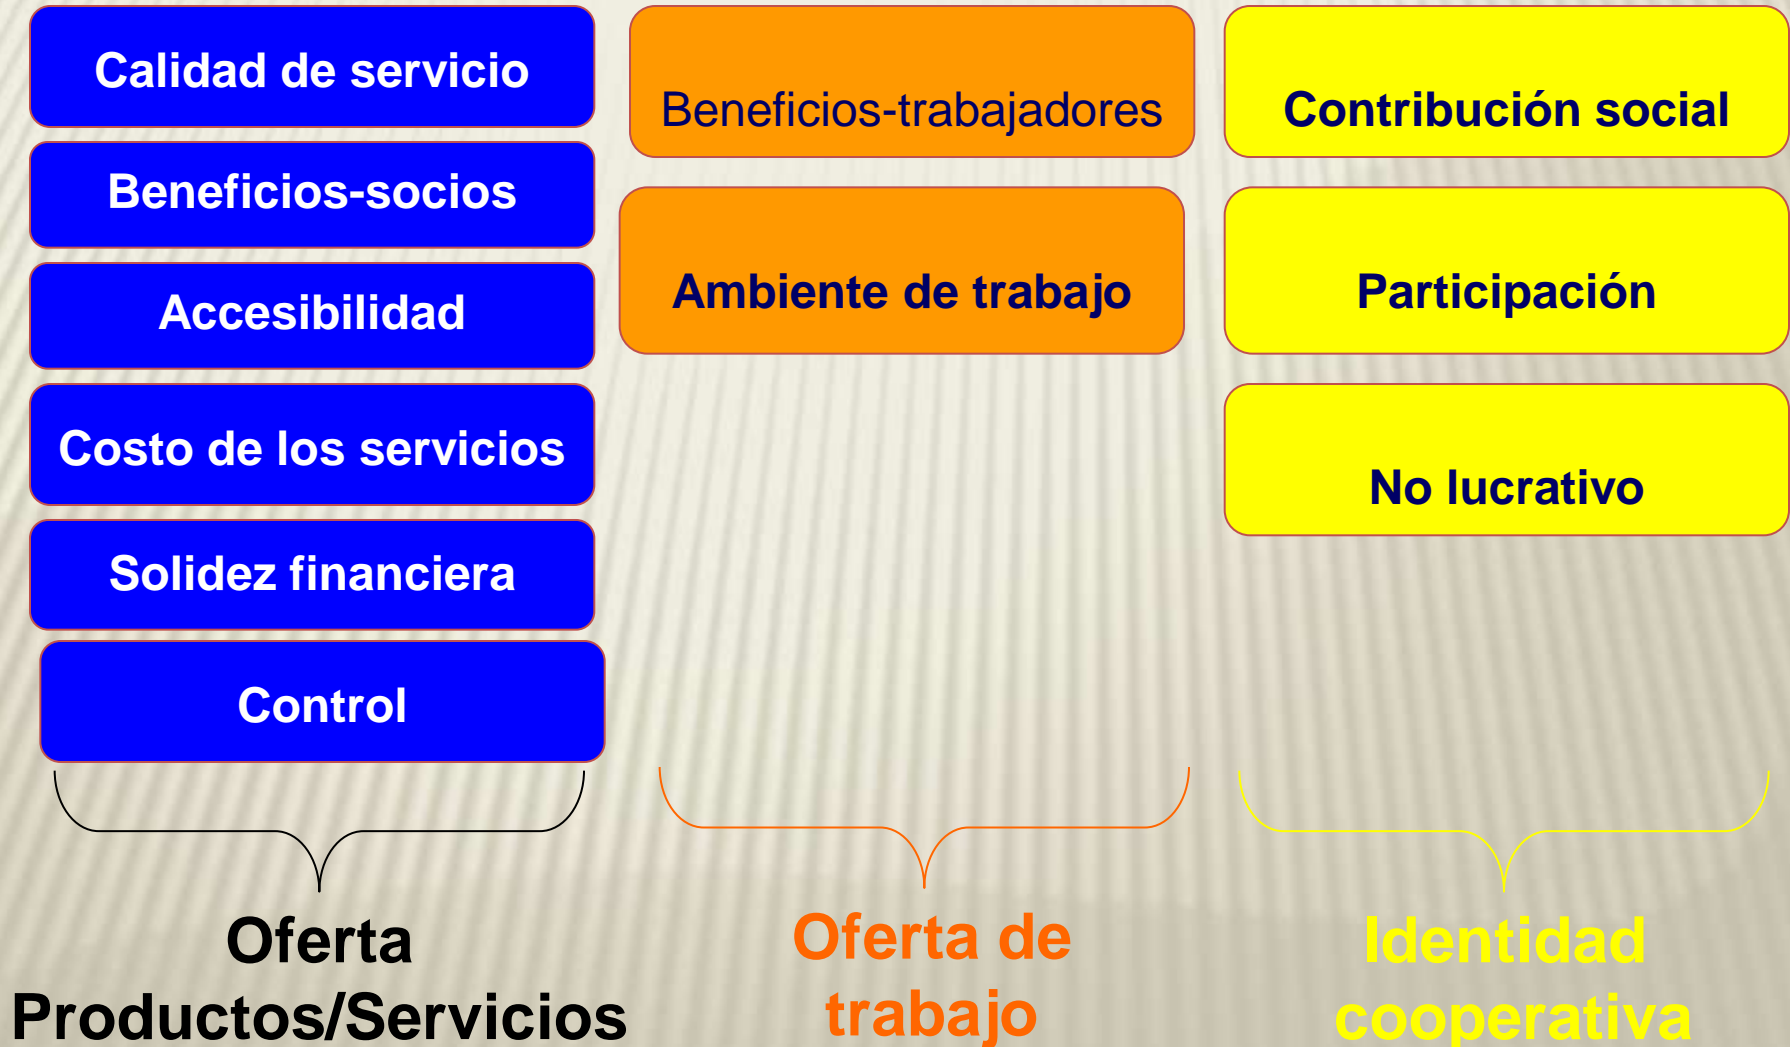 Calidad de servicio
Beneficios-socios
Accesibilidad
Costo de los servicios
Solidez financiera
Control
Oferta
Productos/Servicios
Beneficios-trabajadores
Ambiente de trabajo
Oferta de
trabajo
Contribución social
Participación
No lucrativo
Identidad
cooperativa